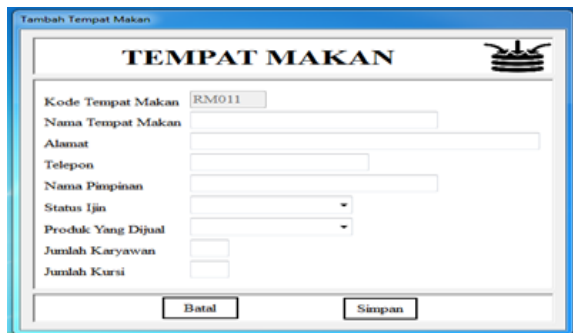 Tambah Tempat Makan
TEMPAT MAKAN
Kode Tempat Makan RM011
Nama Tempat Makan
Alamat
Telepon
Nama Pimpinan
Status Ijin
Produk Yang Dijual
Jumlah Karyawan
Jumlah Kursi
Batal Simpan